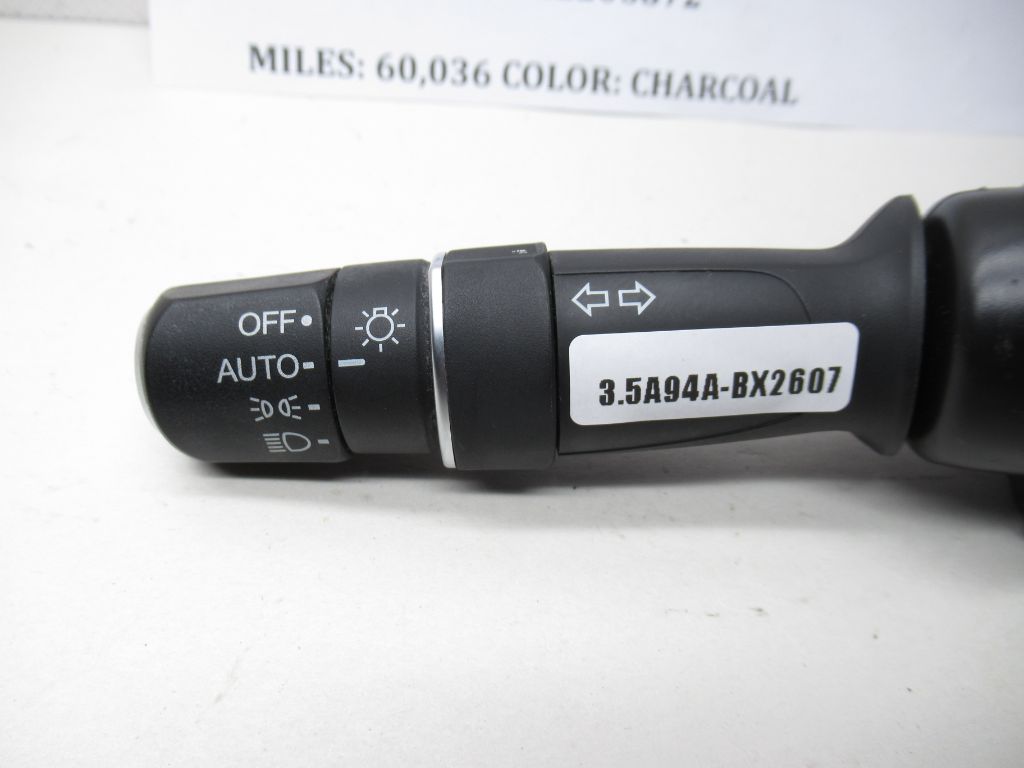 MILES: 60,036 COLOR: CHARCOAL
OFF
AUTO
3.5A94A-BX2607